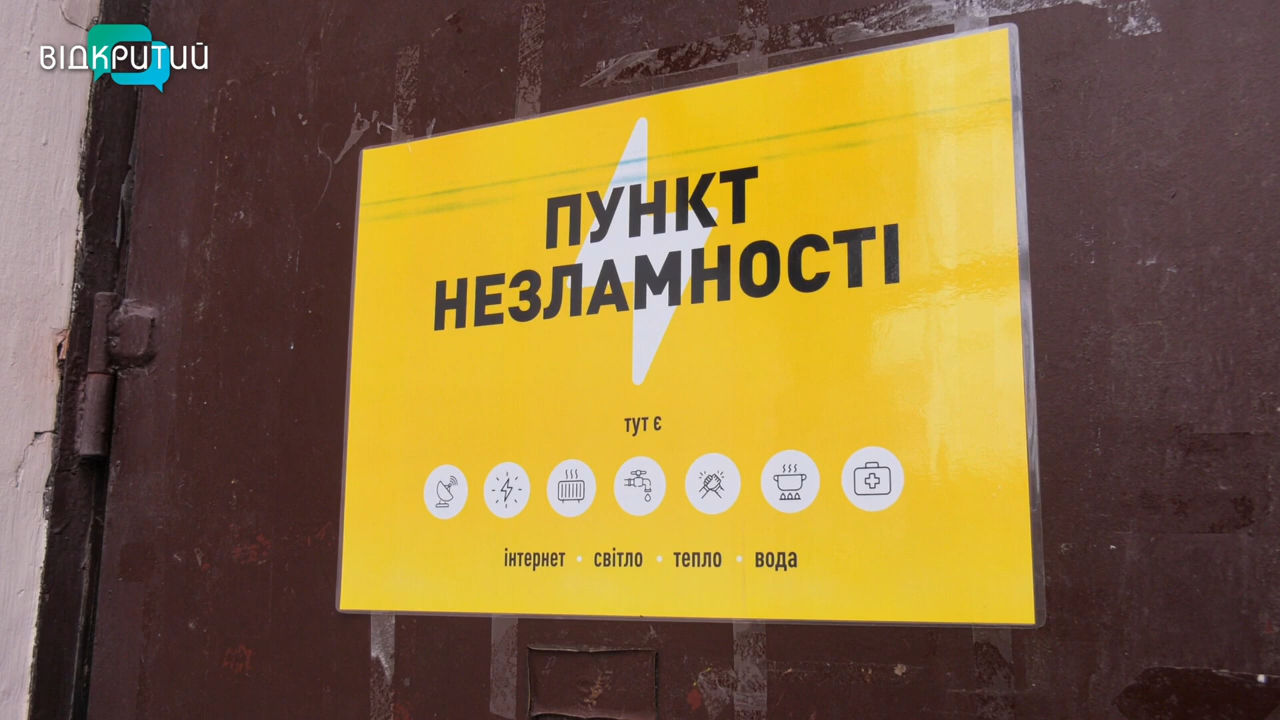 ВІДКРИТИЙ
ПУНКТ
НЕЗЛАМНОСТІ
тут є
інтернет • світло • тепло • вода